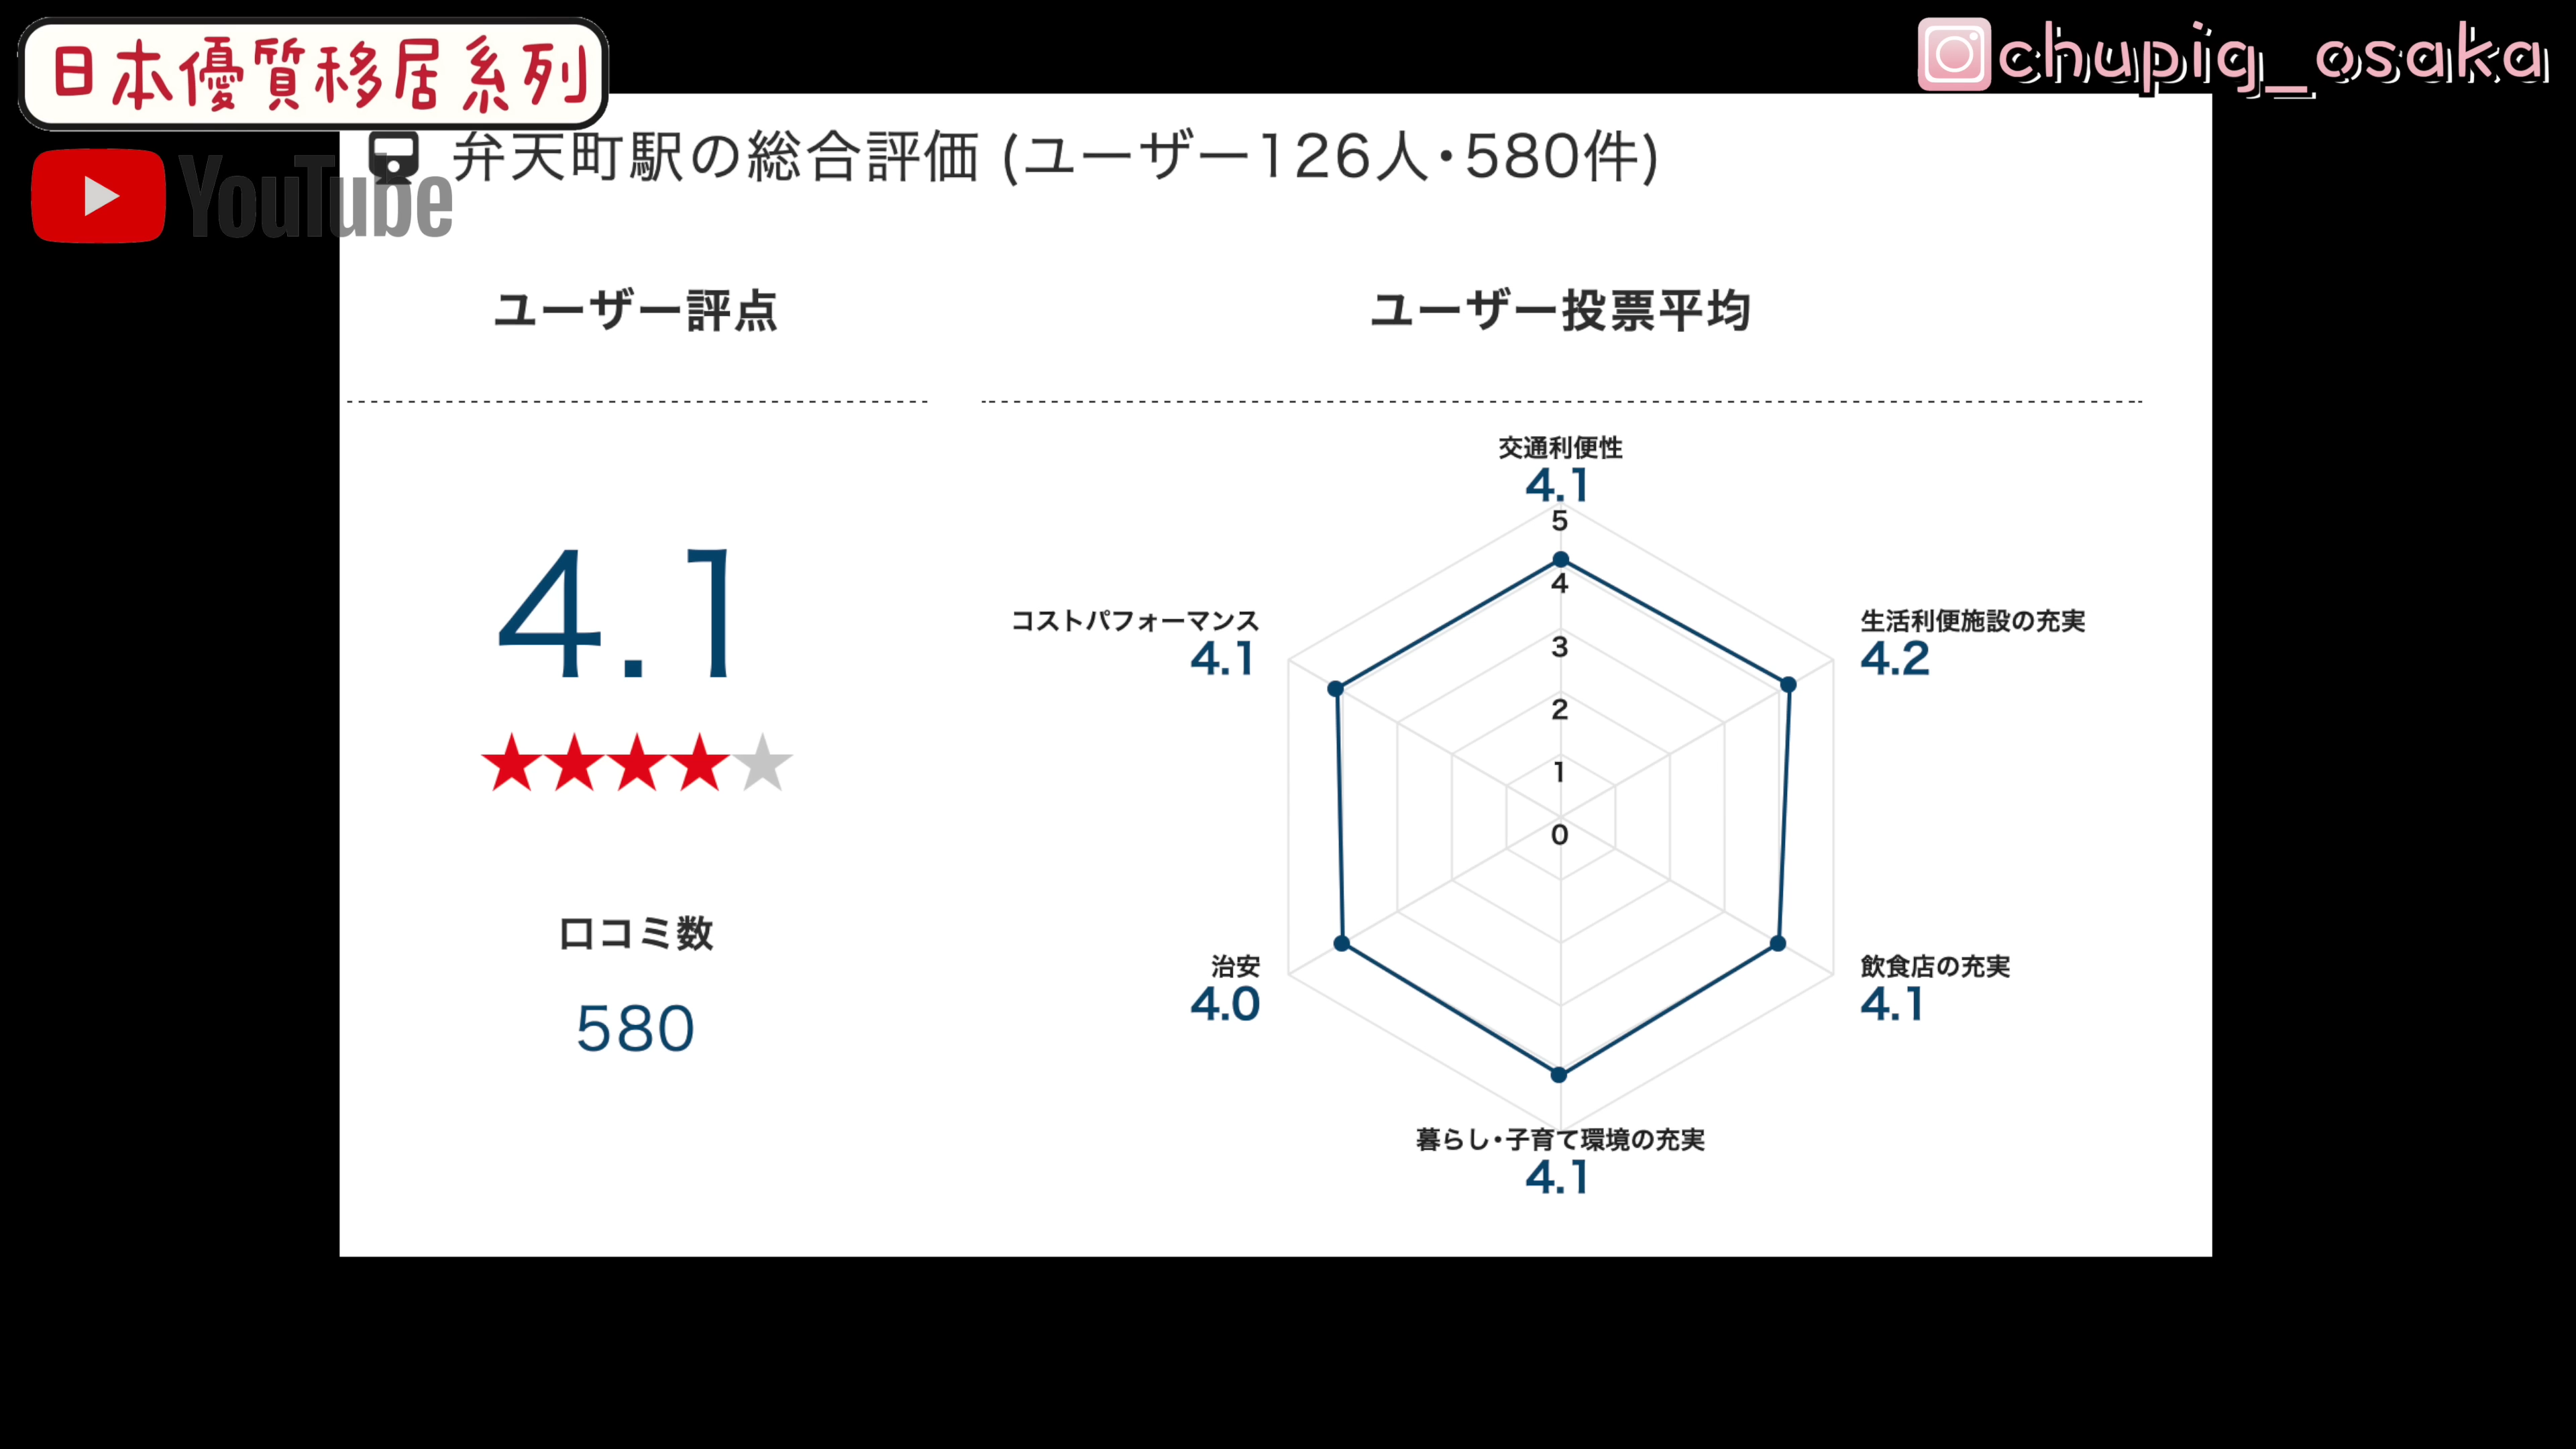 日本優質移居系列
chupig_osaka
YouTube
弁天町駅の総合評価 (ユーザー126人・580件)
ユーザー評点
ユーザー投票平均
4.1
口コミ数
580
交通利便性
4.1
生活利便施設の充実
4.2
飲食店の充実
4.1
暮らし・子育て環境の充実
4.1
治安
4.0
コストパフォーマンス
4.1
5
4
3
2
1
0